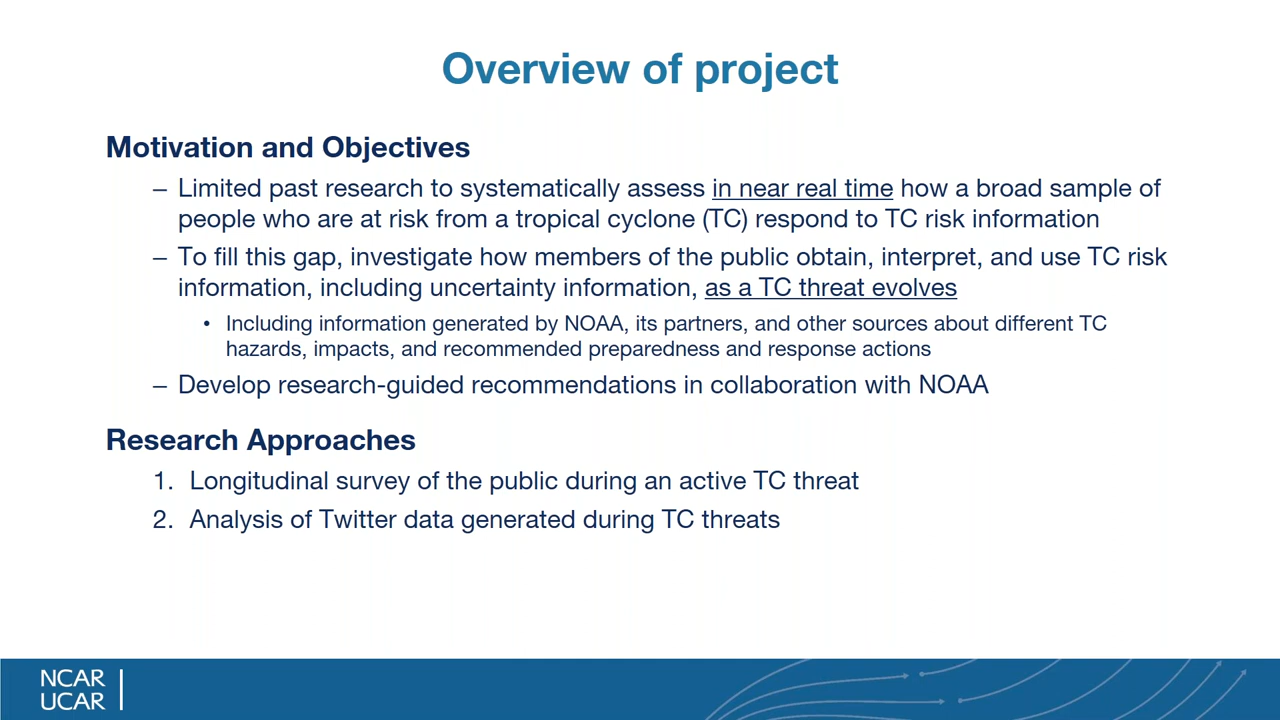 Overview of project
Motivation and Objectives
– Limited past research to systematically assess in near real time how a broad sample of
people who are at risk from a tropical cyclone (TC) respond to TC risk information
– To fill this gap, investigate how members of the public obtain, interpret, and use TC risk
information, including uncertainty information, as a TC threat evolves
• Including information generated by NOAA, its partners, and other sources about different TC
hazards, impacts, and recommended preparedness and response actions
– Develop research-guided recommendations in collaboration with NOAA
Research Approaches
1. Longitudinal survey of the public during an active TC threat
2. Analysis of Twitter data generated during TC threats
NCAR
UCAR